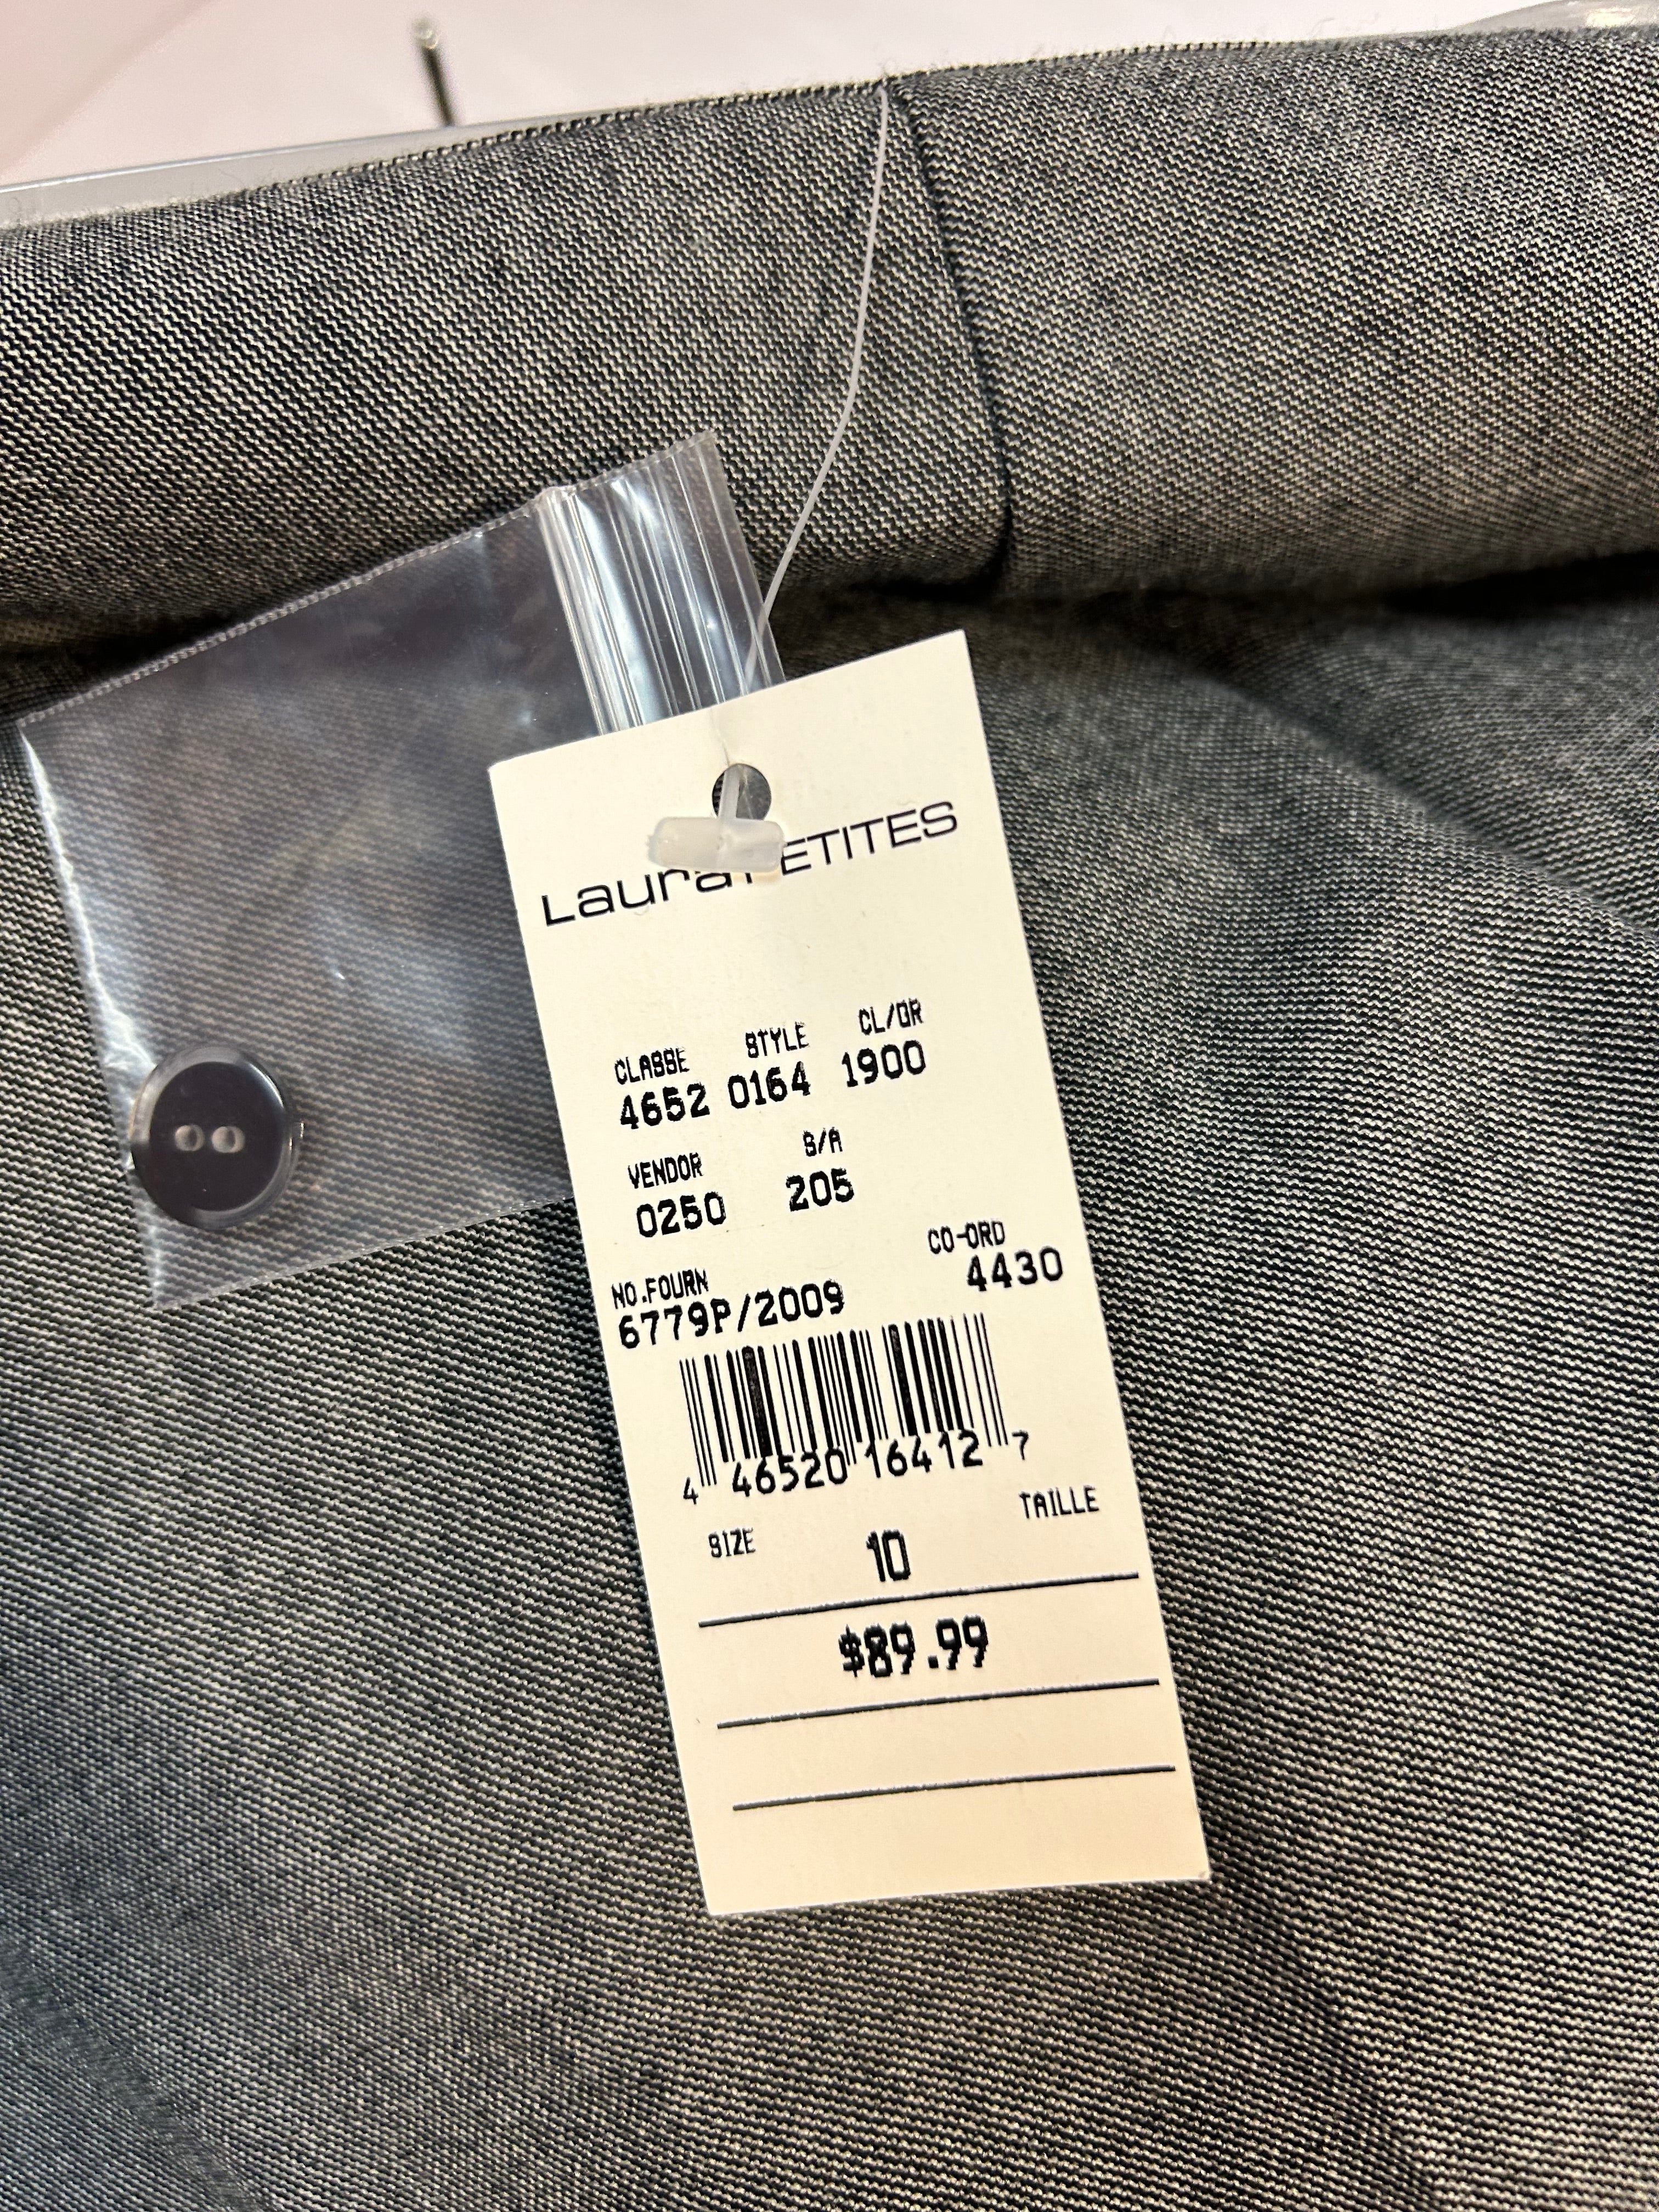 Laura PETITES
CLASSE STYLE CL/GR
4652 0164 1900
VENDOR S/A
0250 205
NO.FOURN CO-ORD
6779P/2009 4430
4 46520 16412 7
SIZE 10 TAILLE
$89.99